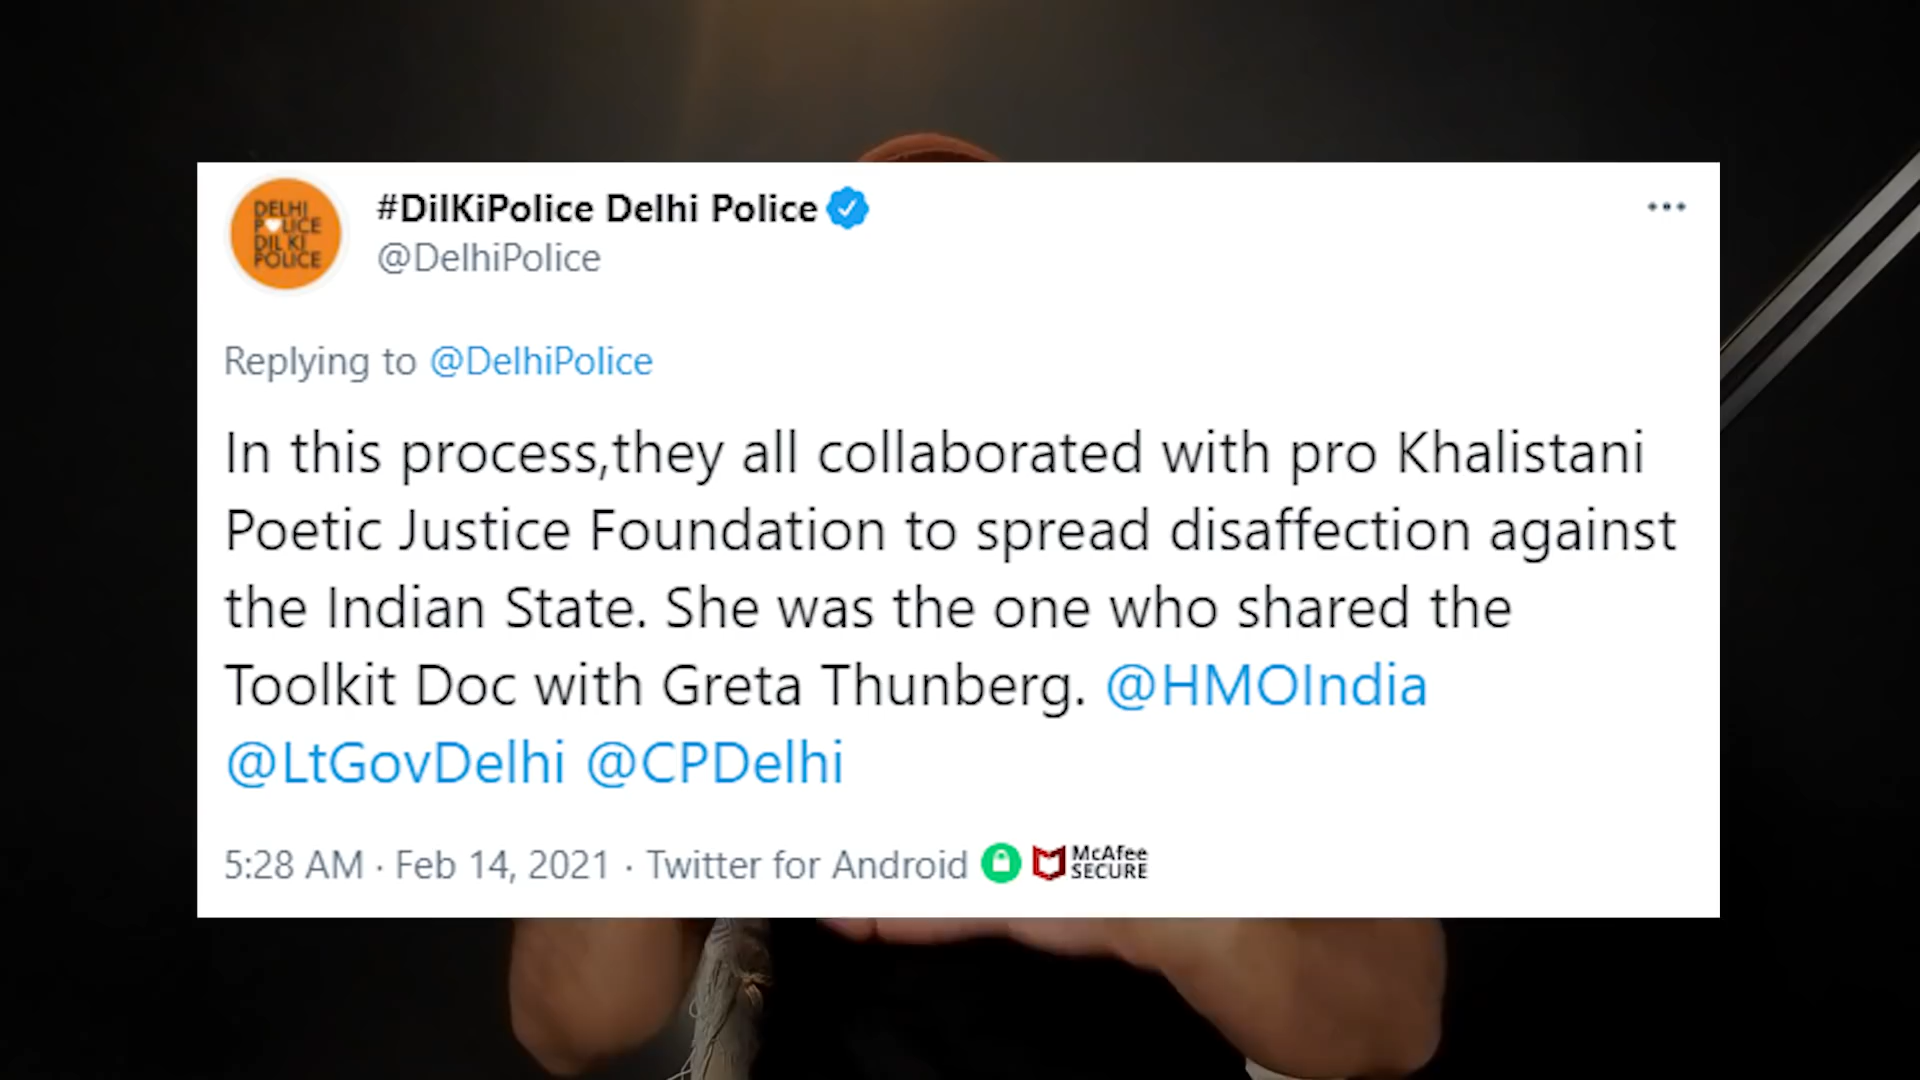 DELHI
POLICE
DIL KI
POLICE
#DilKiPolice Delhi Police
@DelhiPolice
Replying to @DelhiPolice
In this process,they all collaborated with pro Khalistani
Poetic Justice Foundation to spread disaffection against
the Indian State. She was the one who shared the
Toolkit Doc with Greta Thunberg. @HMOIndia
@LtGovDelhi @CPDelhi
5:28 AM · Feb 14, 2021 · Twitter for Android McAfee
SECURE